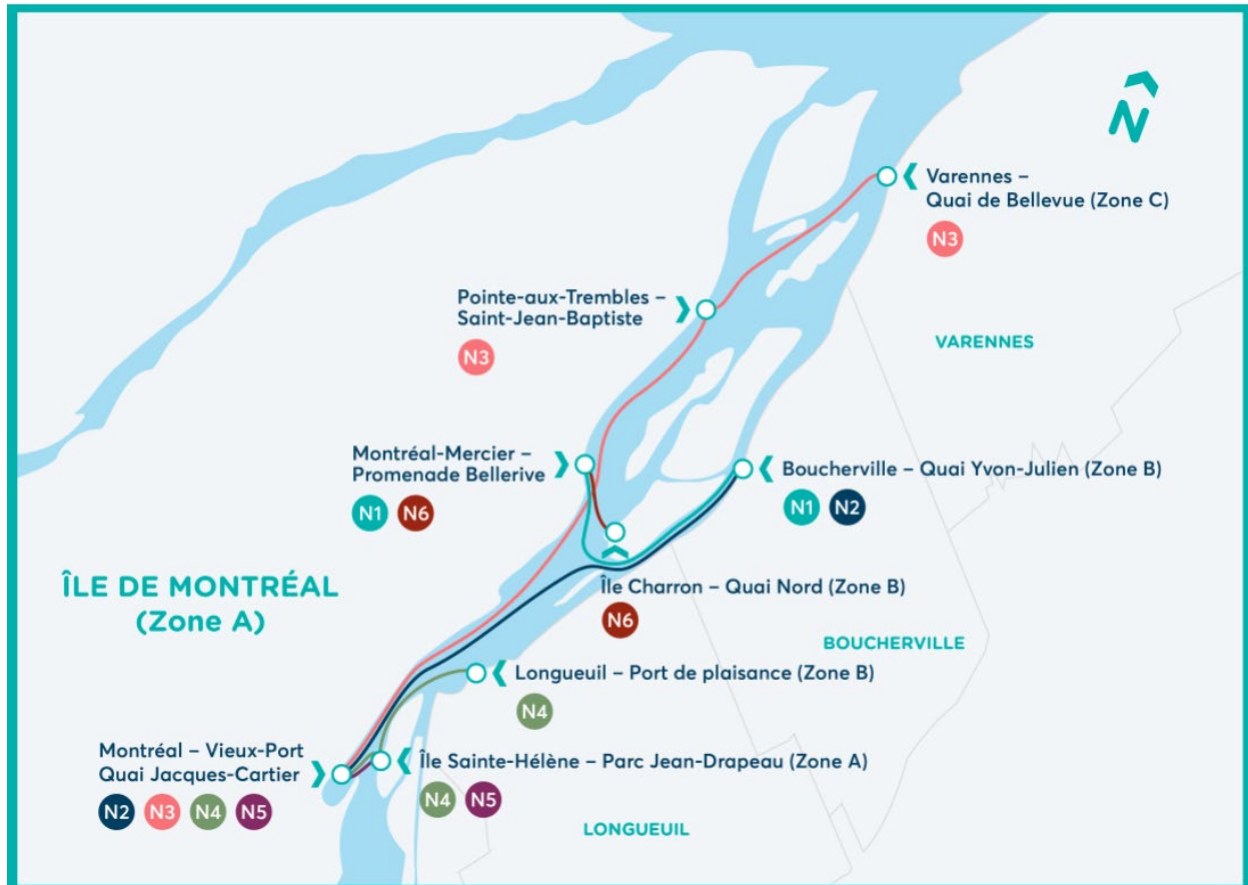 N
Varennes –
Quai de Bellevue (Zone C)
N3
Pointe-aux-Trembles –
Saint-Jean-Baptiste
N3
VARENNES
Montréal-Mercier –
Promenade Bellerive
N1 N6
Boucherville – Quai Yvon-Julien (Zone B)
N1 N2
ÎLE DE MONTRÉAL
(Zone A)
Île Charron – Quai Nord (Zone B)
N6
BOUCHERVILLE
Longueuil – Port de plaisance (Zone B)
N4
Montréal – Vieux-Port
Quai Jacques-Cartier
N2 N3 N4 N5
Île Sainte-Hélène – Parc Jean-Drapeau (Zone A)
N4 N5
LONGUEUIL